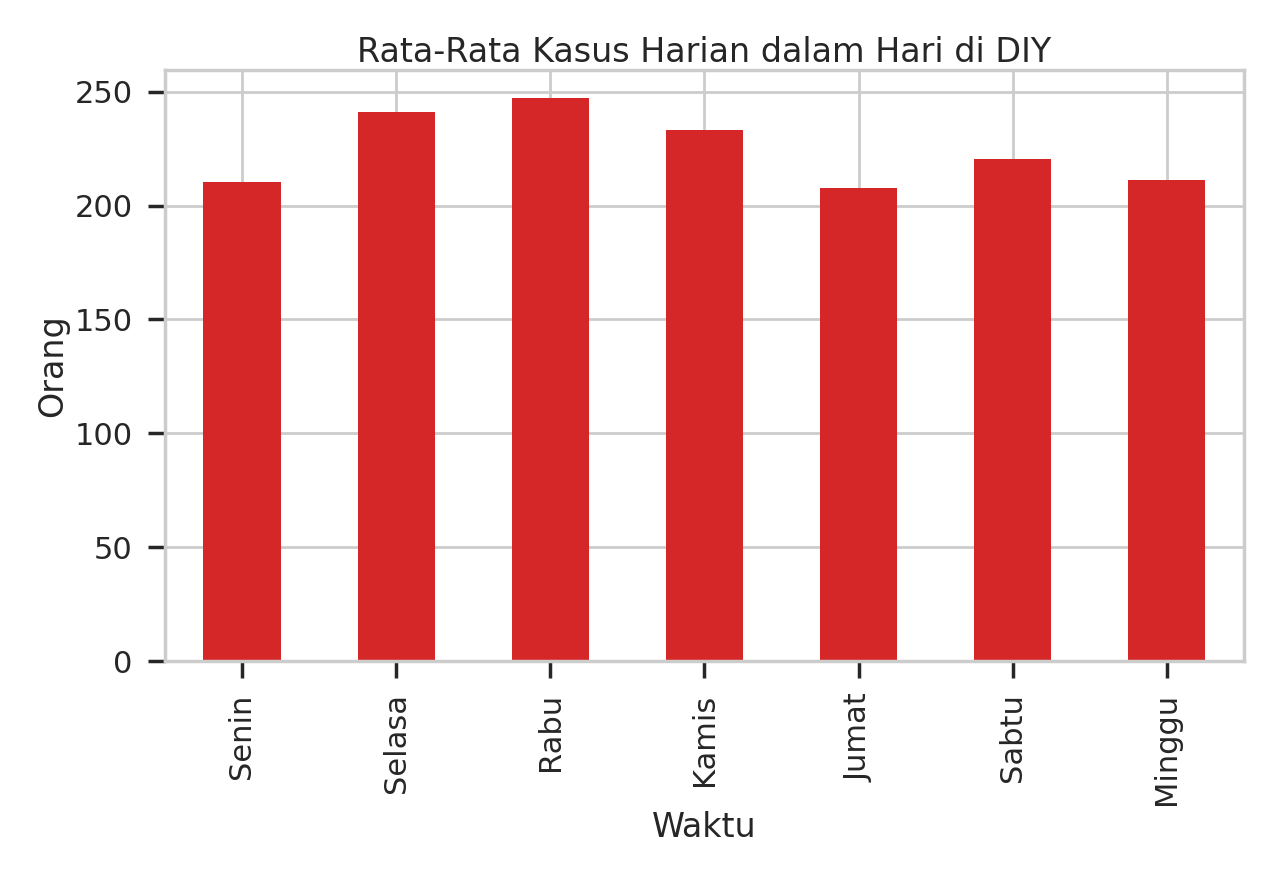 Rata-Rata Kasus Harian dalam Hari di DIY
Orang
250
200
150
100
50
0
Senin
Selasa
Rabu
Kamis
Jumat
Sabtu
Minggu
Waktu